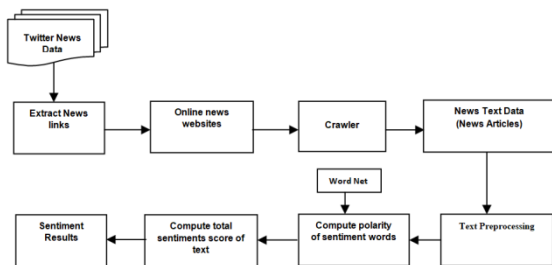 Twitter News
Data
Extract News
links
Online news
websites
Crawler
News Text Data
(News Articles)
Word Net
Sentiment
Results
Compute total
sentiments score of
text
Compute polarity
of sentiment words
Text Preprocessing